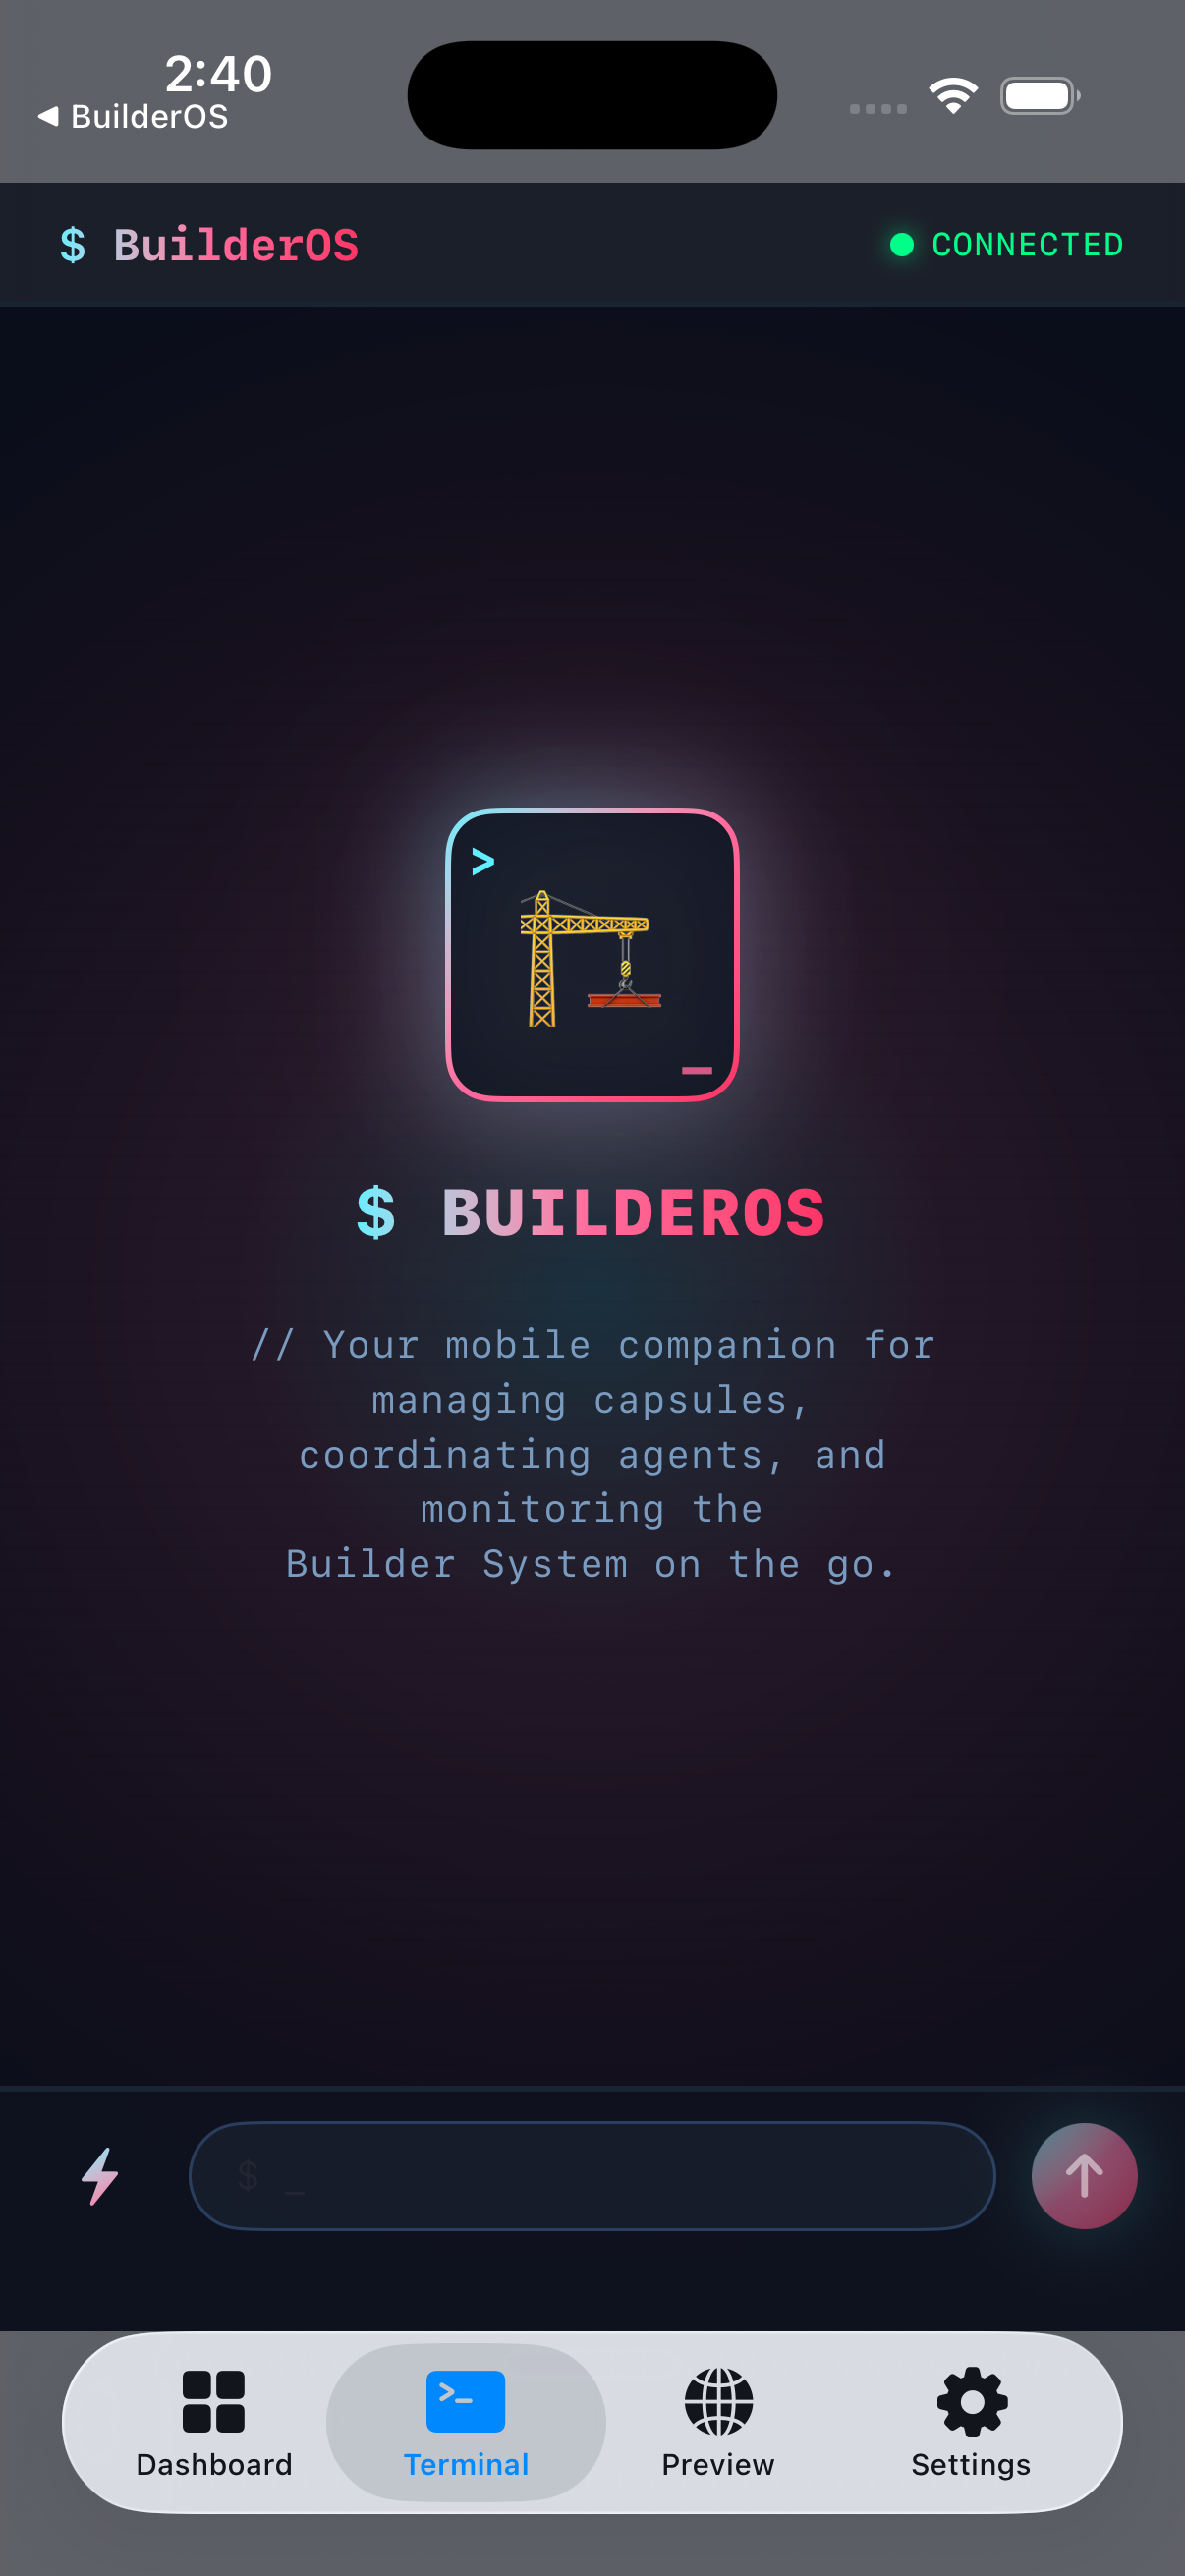 2:40
◀ BuilderOS
$ BuilderOS
CONNECTED
>
_
$ BUILDEROS
// Your mobile companion for
managing capsules,
coordinating agents, and
monitoring the
Builder System on the go.
$ _
>_
Dashboard
Terminal
Preview
Settings